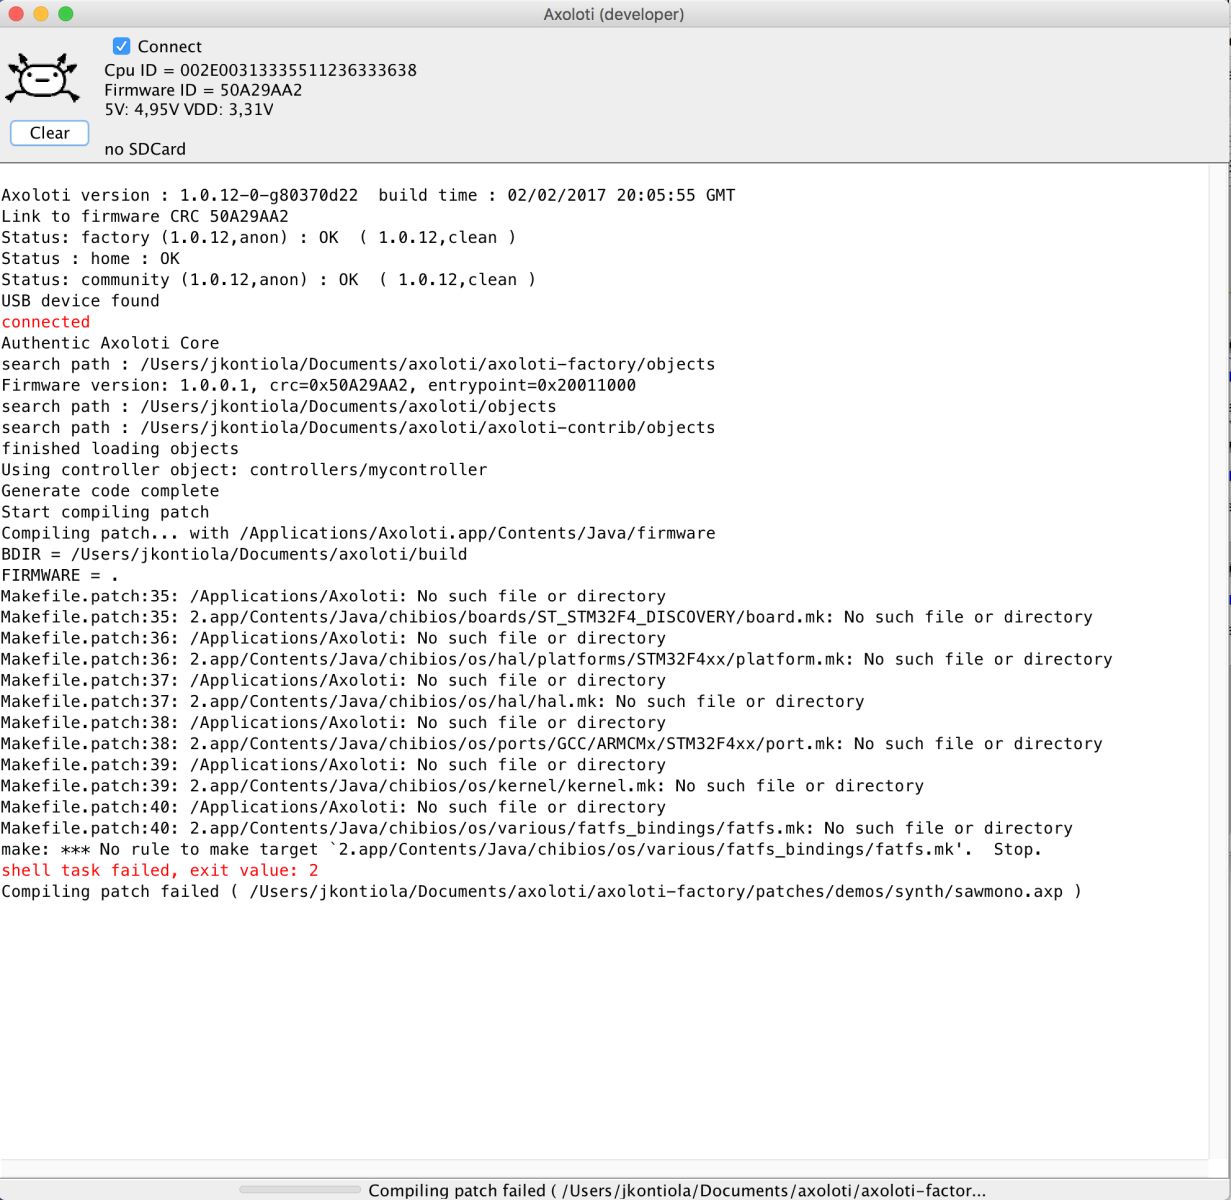 Axoloti (developer)
Connect
Cpu ID = 002E00313335511236333638
Firmware ID = 50A29AA2
5V: 4,95V VDD: 3,31V
Clear
no SDCard
Axoloti version : 1.0.12-0-g80370d22  build time : 02/02/2017 20:05:55 GMT
Link to firmware CRC 50A29AA2
Status: factory (1.0.12,anon) : OK  ( 1.0.12,clean )
Status : home : OK
Status: community (1.0.12,anon) : OK  ( 1.0.12,clean )
USB device found
connected
Authentic Axoloti Core
search path : /Users/jkontiola/Documents/axoloti/axoloti-factory/objects
Firmware version: 1.0.0.1, crc=0x50A29AA2, entrypoint=0x20011000
search path : /Users/jkontiola/Documents/axoloti/objects
search path : /Users/jkontiola/Documents/axoloti/axoloti-contrib/objects
finished loading objects
Using controller object: controllers/mycontroller
Generate code complete
Start compiling patch
Compiling patch... with /Applications/Axoloti.app/Contents/Java/firmware
BDIR = /Users/jkontiola/Documents/axoloti/build
FIRMWARE = .
Makefile.patch:35: /Applications/Axoloti: No such file or directory
Makefile.patch:35: 2.app/Contents/Java/chibios/boards/ST_STM32F4_DISCOVERY/board.mk: No such file or directory
Makefile.patch:36: /Applications/Axoloti: No such file or directory
Makefile.patch:36: 2.app/Contents/Java/chibios/os/hal/platforms/STM32F4xx/platform.mk: No such file or directory
Makefile.patch:37: /Applications/Axoloti: No such file or directory
Makefile.patch:37: 2.app/Contents/Java/chibios/os/hal/hal.mk: No such file or directory
Makefile.patch:38: /Applications/Axoloti: No such file or directory
Makefile.patch:38: 2.app/Contents/Java/chibios/os/ports/GCC/ARMCMx/STM32F4xx/port.mk: No such file or directory
Makefile.patch:39: /Applications/Axoloti: No such file or directory
Makefile.patch:39: 2.app/Contents/Java/chibios/os/kernel/kernel.mk: No such file or directory
Makefile.patch:40: /Applications/Axoloti: No such file or directory
Makefile.patch:40: 2.app/Contents/Java/chibios/os/various/fatfs_bindings/fatfs.mk: No such file or directory
make: *** No rule to make target `2.app/Contents/Java/chibios/os/various/fatfs_bindings/fatfs.mk'.  Stop.
shell task failed, exit value: 2
Compiling patch failed ( /Users/jkontiola/Documents/axoloti/axoloti-factory/patches/demos/synth/sawmono.axp )
Compiling patch failed ( /Users/jkontiola/Documents/axoloti/axoloti-factor...